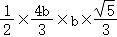 1/2 × 4b/3 × b × √5/3